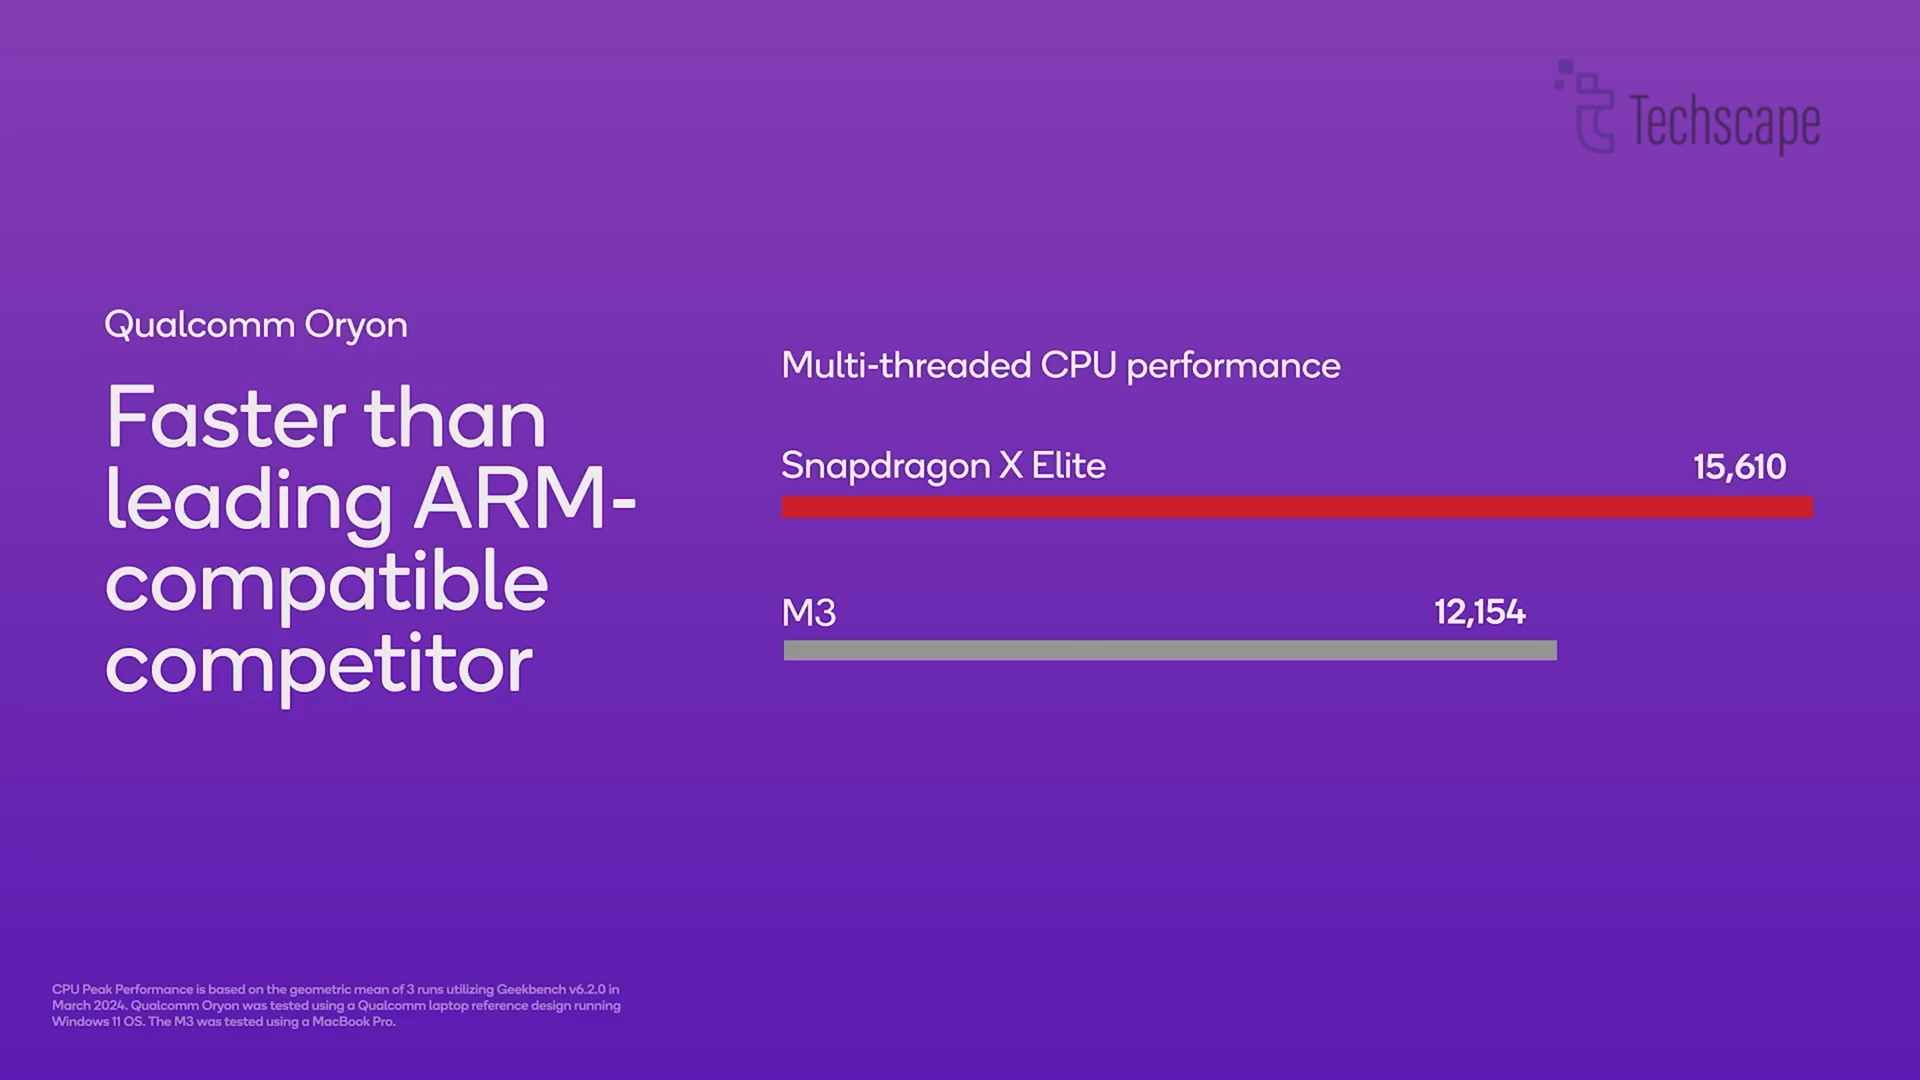 Techscape
Qualcomm Oryon
Faster than
leading ARM-
compatible
competitor
Multi-threaded CPU performance
Snapdragon X Elite 15,610
M3 12,154
CPU Peak Performance is based on the geometric mean of 3 runs utilizing Geekbench v6.2.0 in
March 2024. Qualcomm Oryon was tested using a Qualcomm laptop reference design running
Windows 11 OS. The M3 was tested using a MacBook Pro.